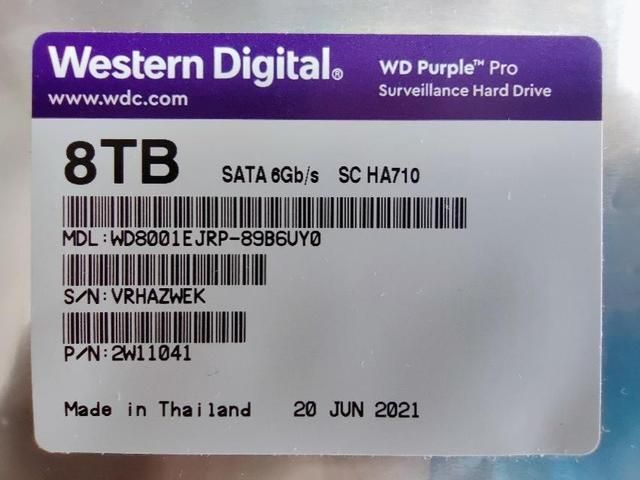 Western Digital®
www.wdc.com
WD Purple™ Pro
Surveillance Hard Drive
8TB SATA 6Gb/s SC HA710
MDL:WD8001EJRP-89B6UY0
S/N:VRHAZWEK
P/N:2W11041
Made in Thailand 20 JUN 2021